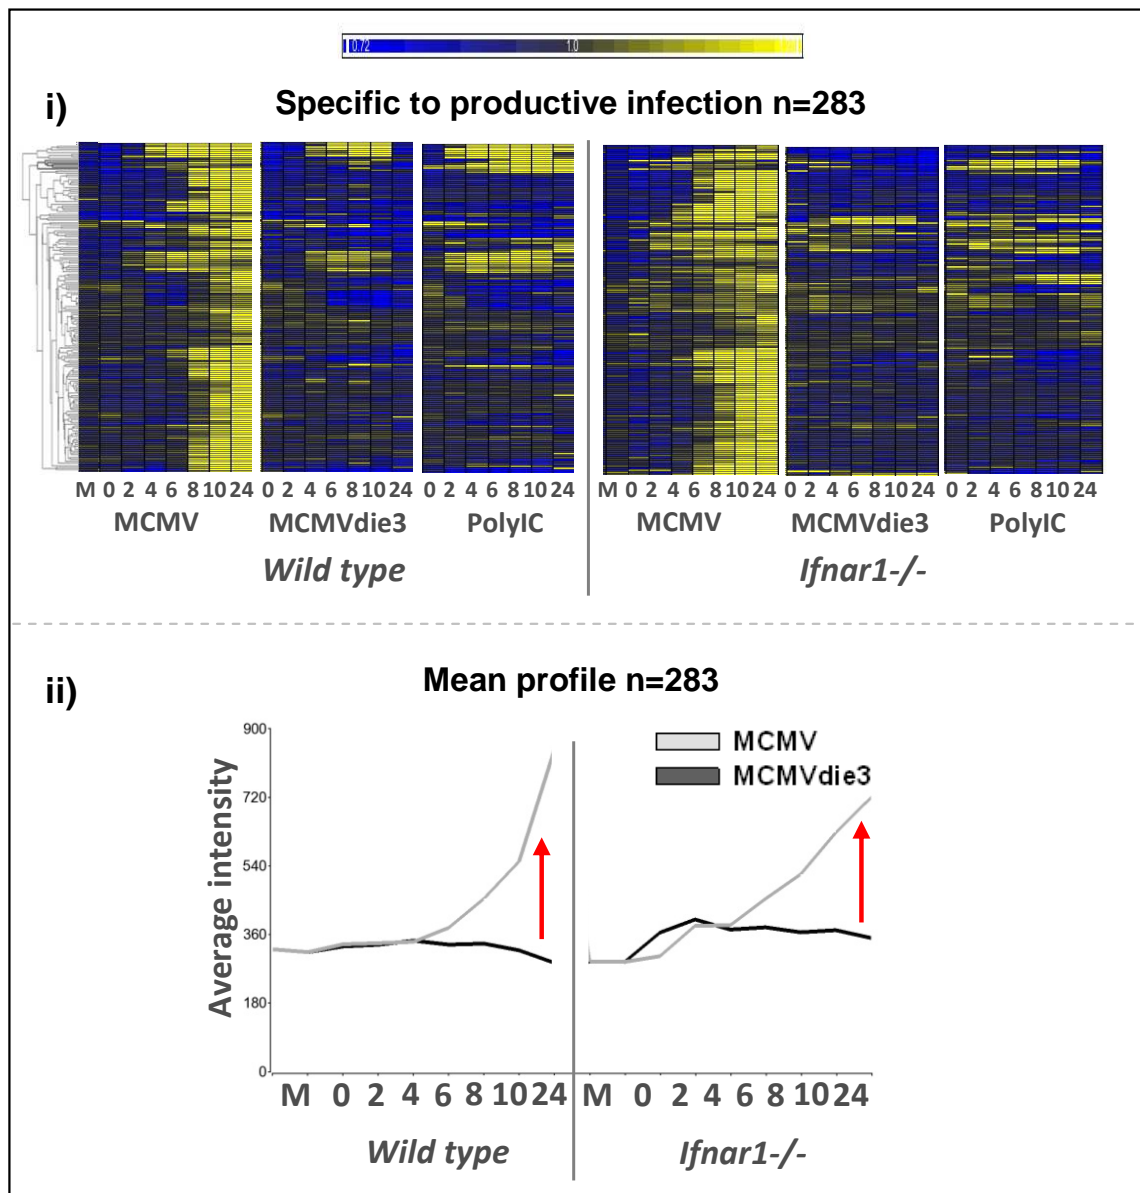 0.72 1.0
i) Specific to productive infection n=283
M 0 2 4 6 8 10 24 0 2 4 6 8 10 24 0 2 4 6 8 10 24 M 0 2 4 6 8 10 24 0 2 4 6 8 10 24 0 2 4 6 8 10 24
MCMV MCMVdie3 PolyIC MCMV MCMVdie3 PolyIC
Wild type Ifnar1-/-
ii) Mean profile n=283
900
720
540
360
180
0
Average intensity
MCMV
MCMVdie3
M 0 2 4 6 8 10 24 M 0 2 4 6 8 10 24
Wild type Ifnar1-/-